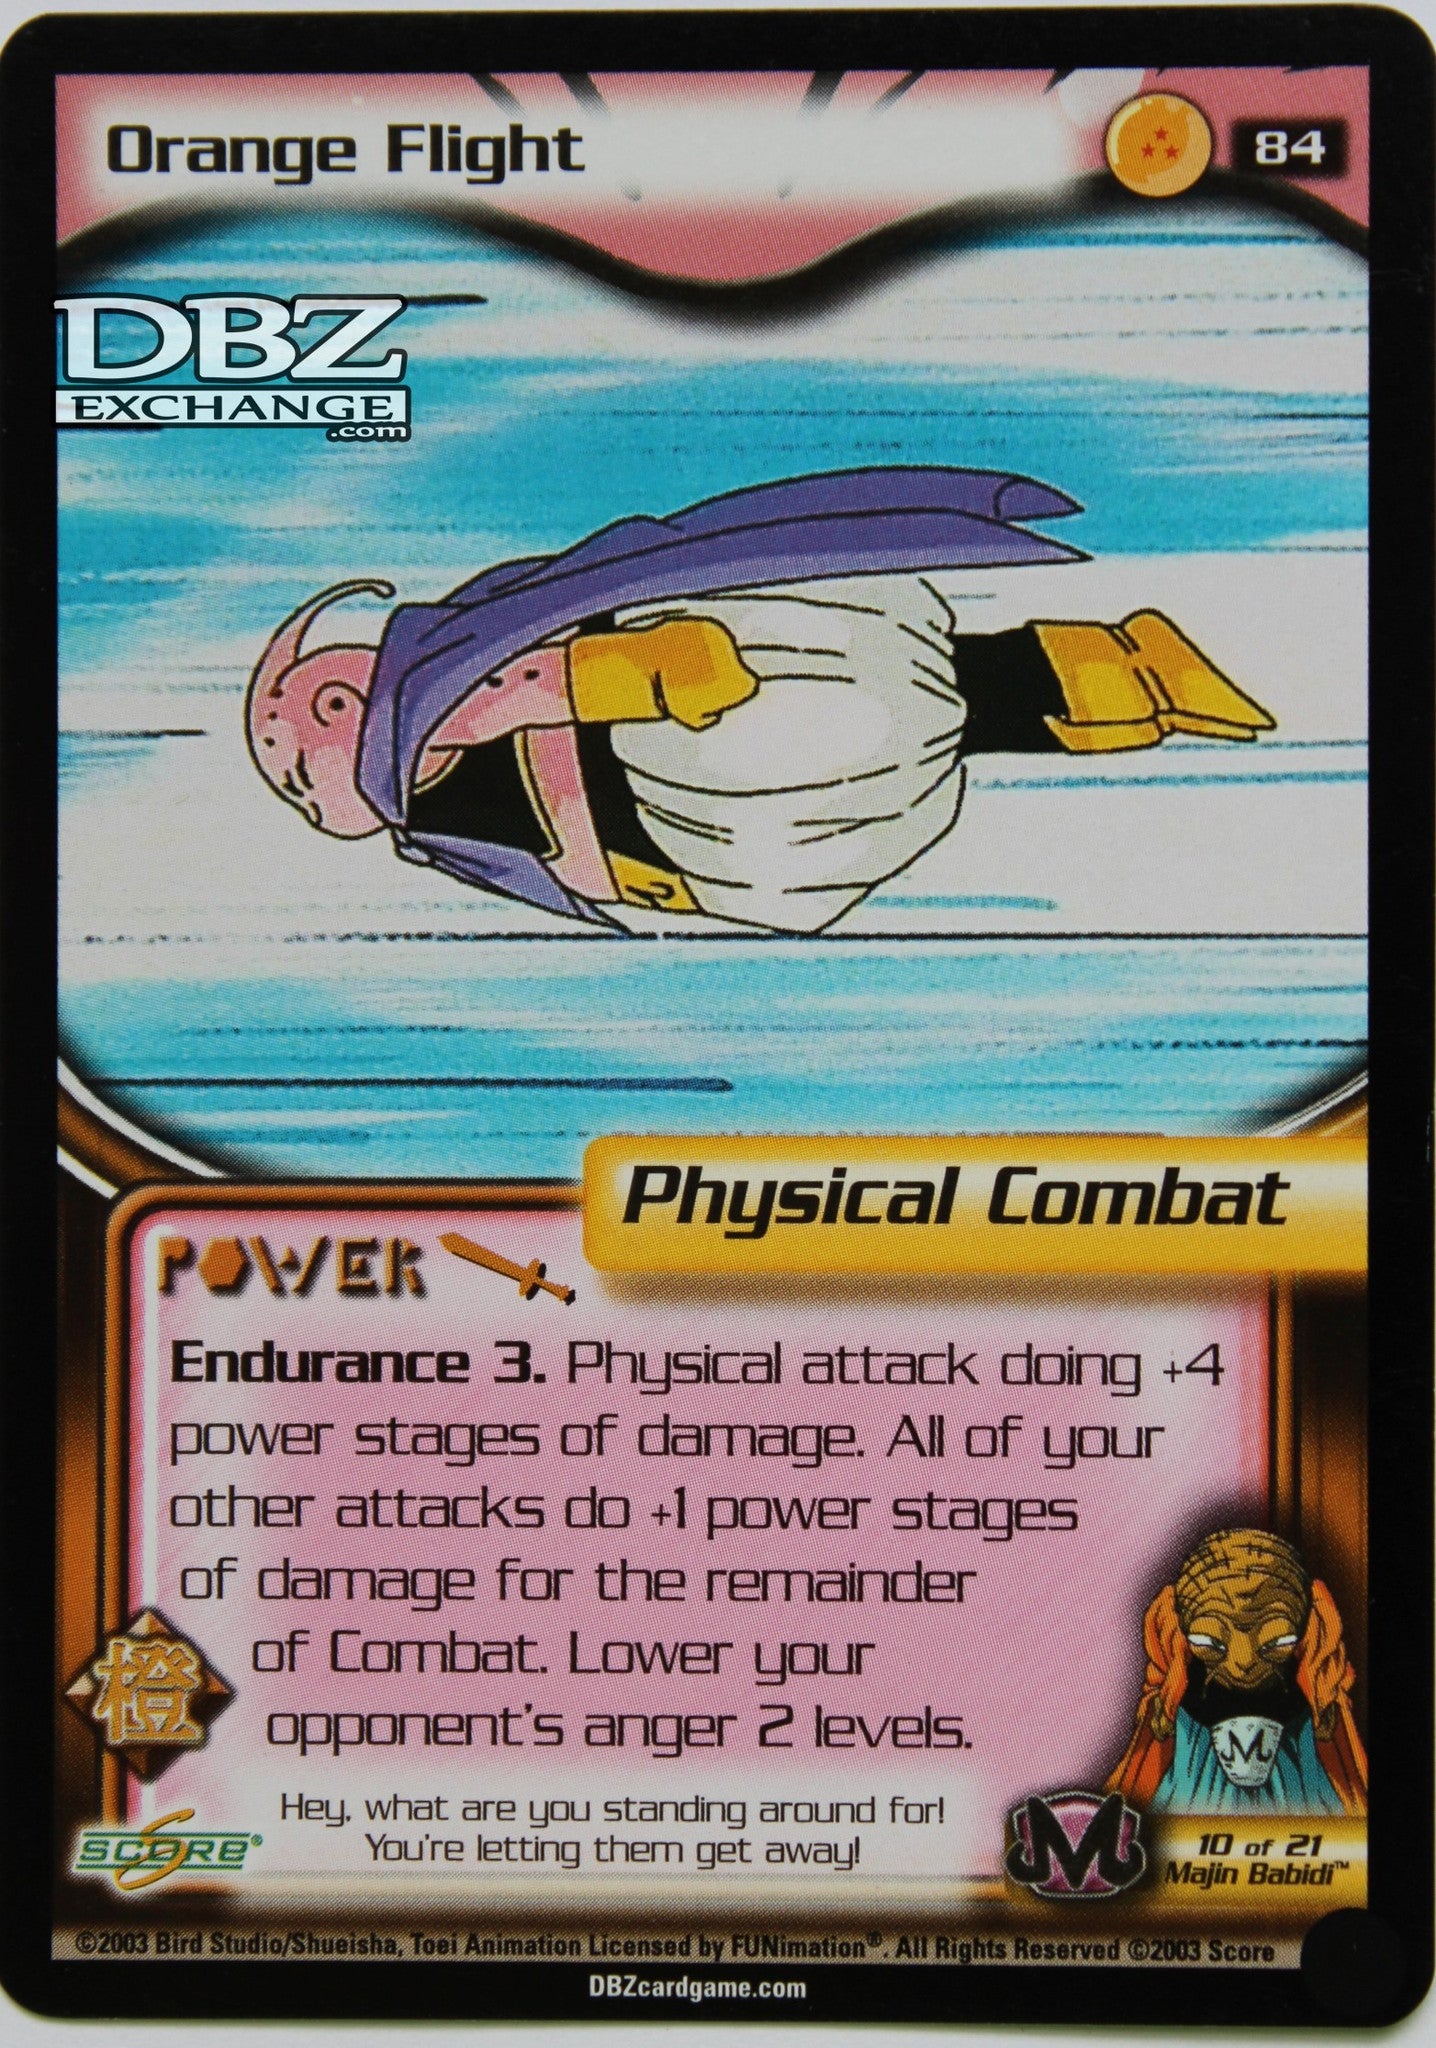 Orange Flight
84
DBZ
EXCHANGE
.com
Physical Combat
POWER
Endurance 3. Physical attack doing +4
power stages of damage. All of your
other attacks do +1 power stages
of damage for the remainder
of Combat. Lower your
opponent's anger 2 levels.
橙
Hey, what are you standing around for!
You're letting them get away!
SCORE®
M
M
10 of 21
Majin Babidi™
©2003 Bird Studio/Shueisha, Toei Animation Licensed by FUNimation®. All Rights Reserved ©2003 Score
DBZcardgame.com